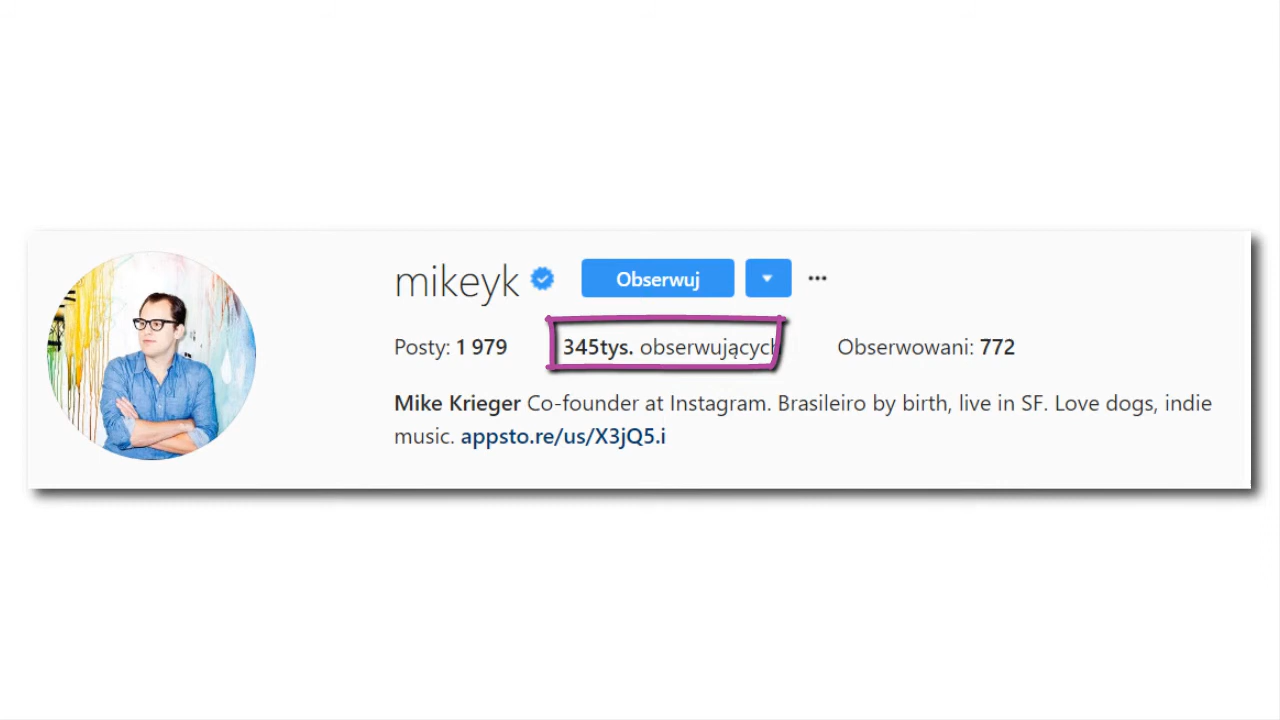 mikeyk Obserwuj
Posty: 1 979 345tys. obserwujących Obserwowani: 772
Mike Krieger Co-founder at Instagram. Brasileiro by birth, live in SF. Love dogs, indie
music. appsto.re/us/X3jQ5.i